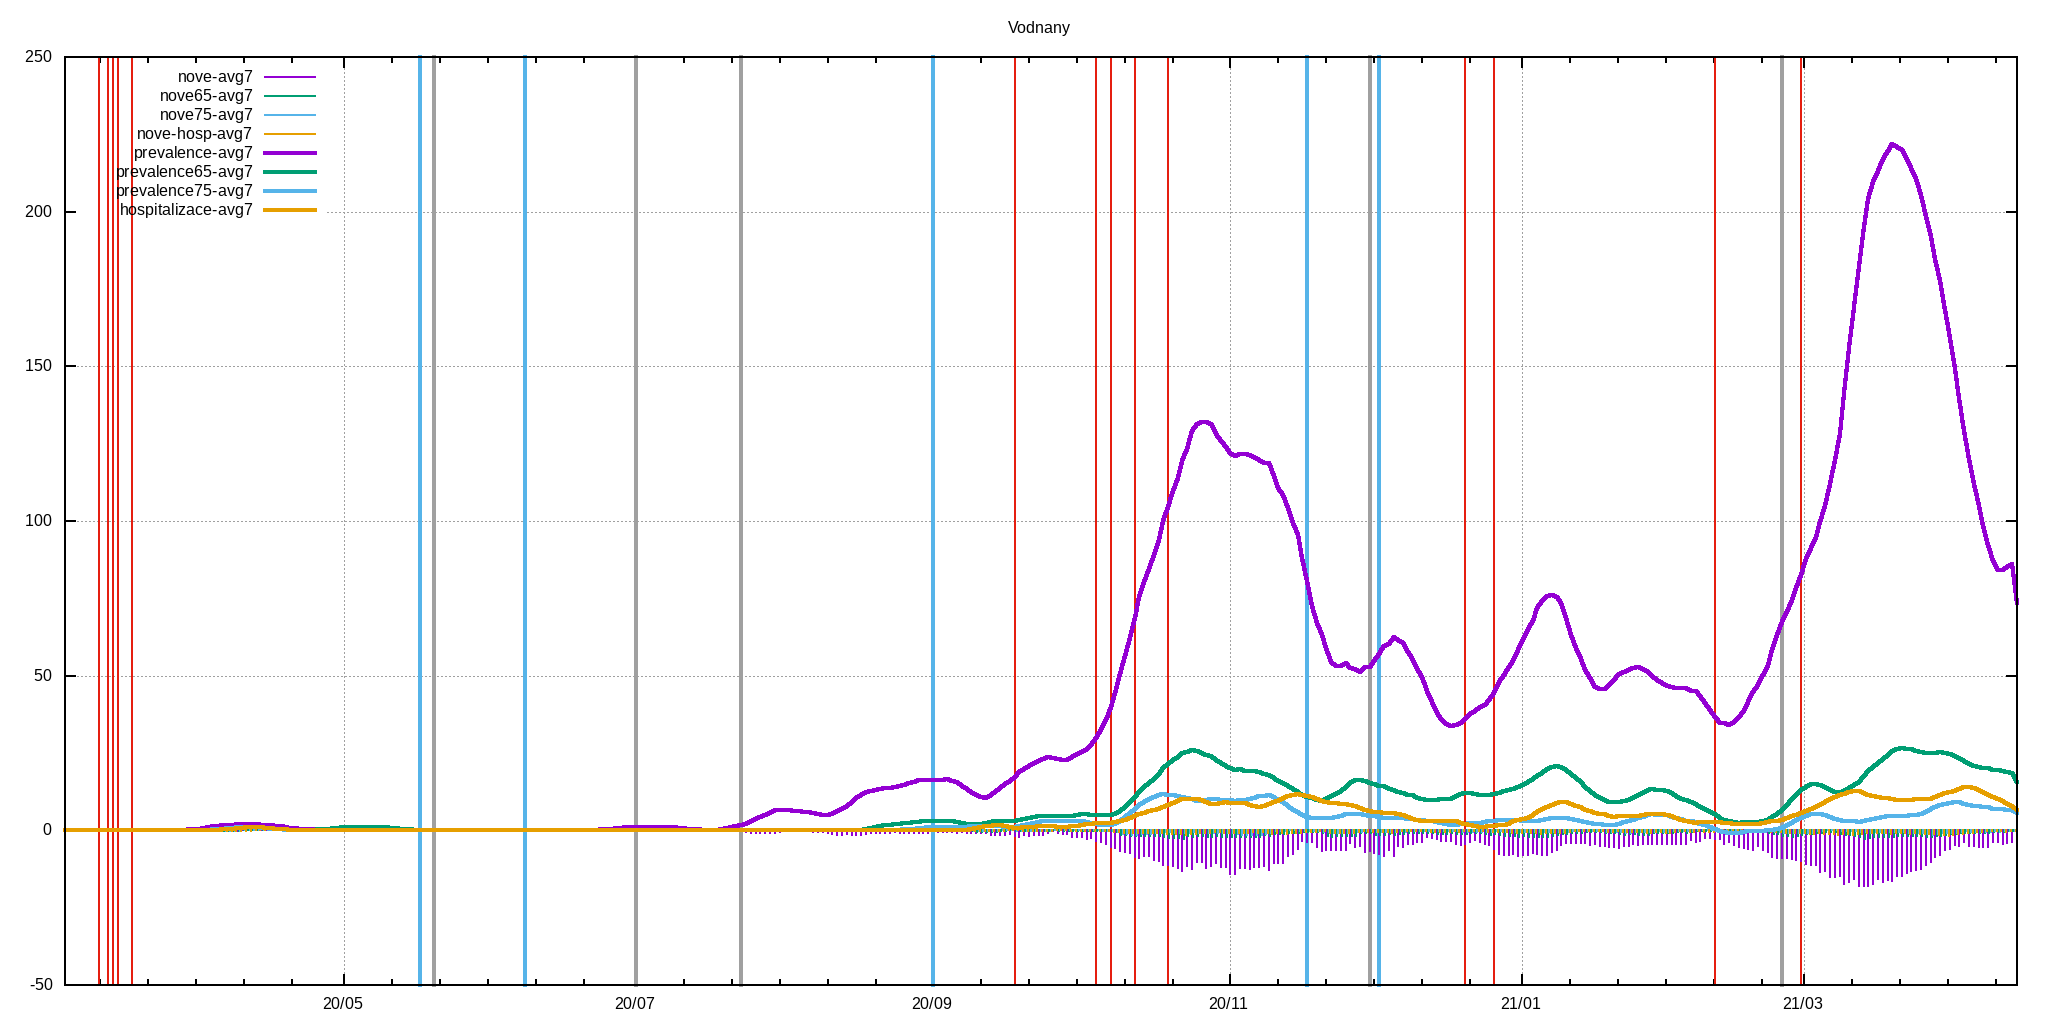 Vodnany
250
200
150
100
50
0
-50
nove-avg7
nove65-avg7
nove75-avg7
nove-hosp-avg7
prevalence-avg7
prevalence65-avg7
prevalence75-avg7
hospitalizace-avg7
20/05
20/07
20/09
20/11
21/01
21/03